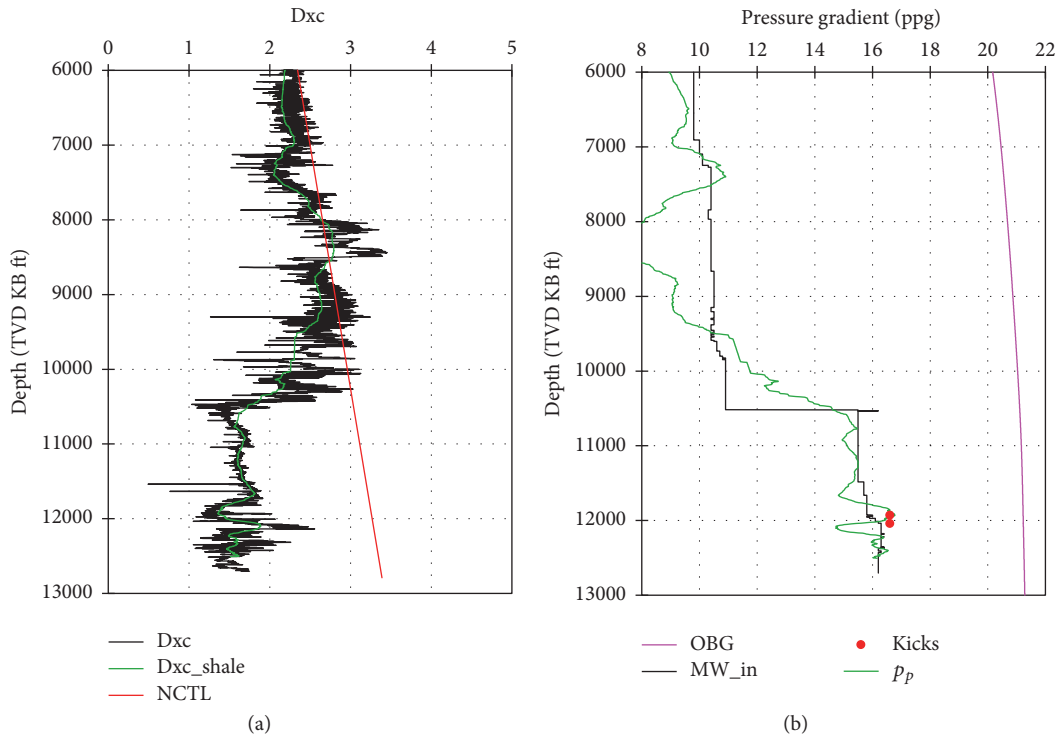 Dxc
0 1 2 3 4 5
6000
7000
8000
9000
10000
11000
12000
13000
Depth (TVD KB ft)
Dxc
Dxc_shale
NCTL
(a)
Pressure gradient (ppg)
8 10 12 14 16 18 20 22
6000
7000
8000
9000
10000
11000
12000
13000
Depth (TVD KB ft)
OBG
MW_in
Kicks
pₚ
(b)